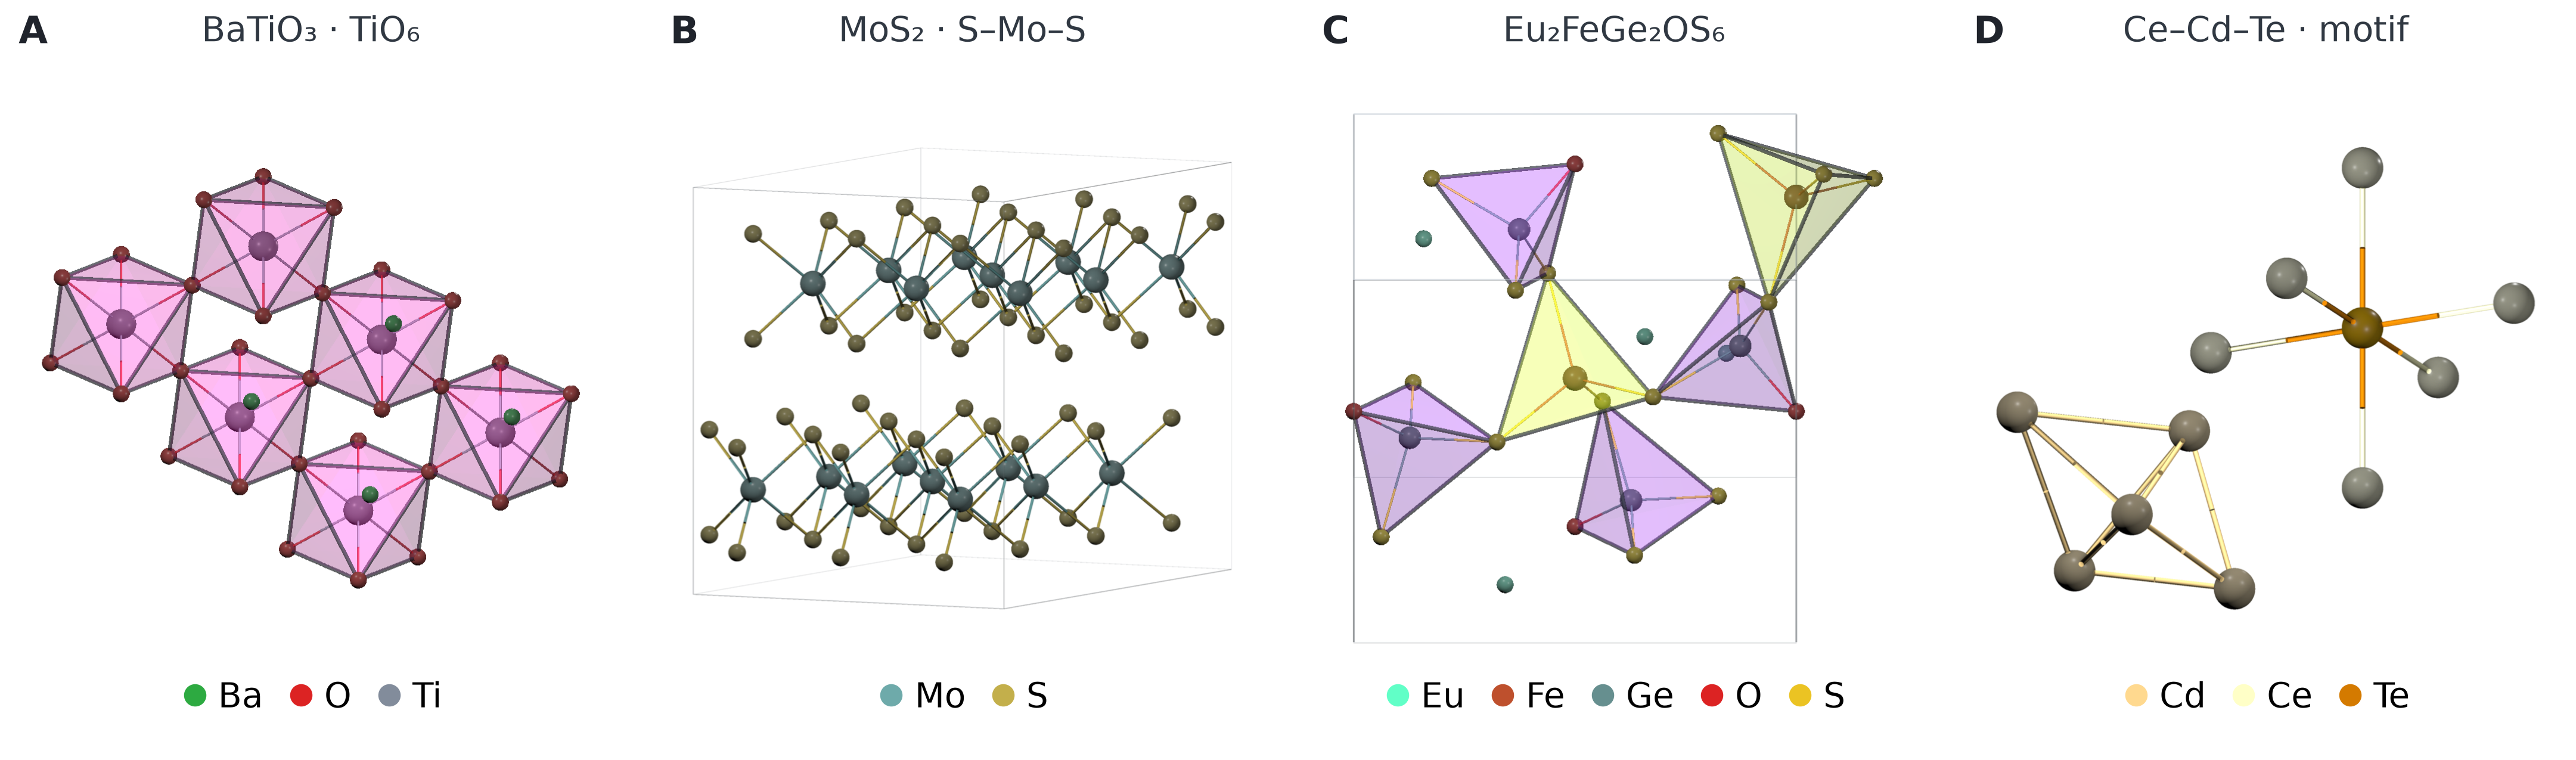 A BaTiO₃ · TiO₆
B MoS₂ · S–Mo–S
C Eu₂FeGe₂OS₆
D Ce–Cd–Te · motif
Ba O Ti
Mo S
Eu Fe Ge O S
Cd Ce Te